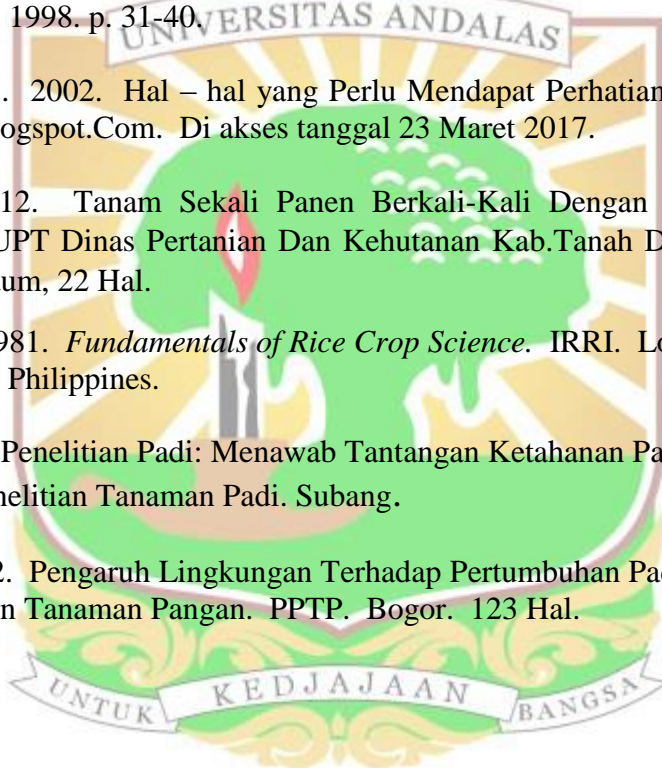 1998. p. 31-40.
UNIVERSITAS ANDALAS
. 2002. Hal – hal yang Perlu Mendapat Perhatian
ogspot.Com. Di akses tanggal 23 Maret 2017.
12. Tanam Sekali Panen Berkali-Kali Dengan
UPT Dinas Pertanian Dan Kehutanan Kab.Tanah D
um, 22 Hal.
981. Fundamentals of Rice Crop Science. IRRI. Lo
Philippines.
Penelitian Padi: Menawab Tantangan Ketahanan Pa
nelitian Tanaman Padi. Subang.
2. Pengaruh Lingkungan Terhadap Pertumbuhan Pad
n Tanaman Pangan. PPTP. Bogor. 123 Hal.
UNTUK KEDJAJAAN BANGSA